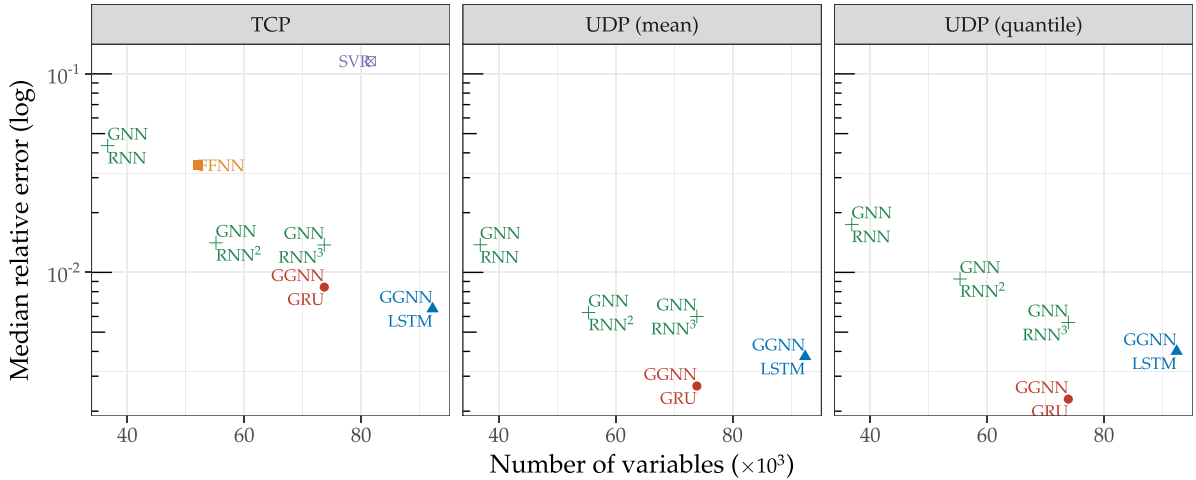 TCP
UDP (mean)
UDP (quantile)
Median relative error (log)
10⁻¹
10⁻²
SVR
GNN
RNN
FFNN
GNN
RNN²
GNN
RNN³
GGNN
GRU
GGNN
LSTM
GNN
RNN
GNN
RNN²
GNN
RNN³
GGNN
GRU
GGNN
LSTM
GNN
RNN
GNN
RNN²
GNN
RNN³
GGNN
GRU
GGNN
LSTM
40 60 80 40 60 80 40 60 80
Number of variables (×10³)